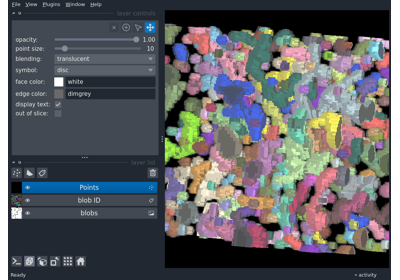 File View Plugins Window Help
layer controls
opacity: 1.00
point size: 10
blending: translucent
symbol: disc
face color: white
edge color: dimgrey
display text:
out of slice:
layer list
Points
blob ID
blobs
Ready activity